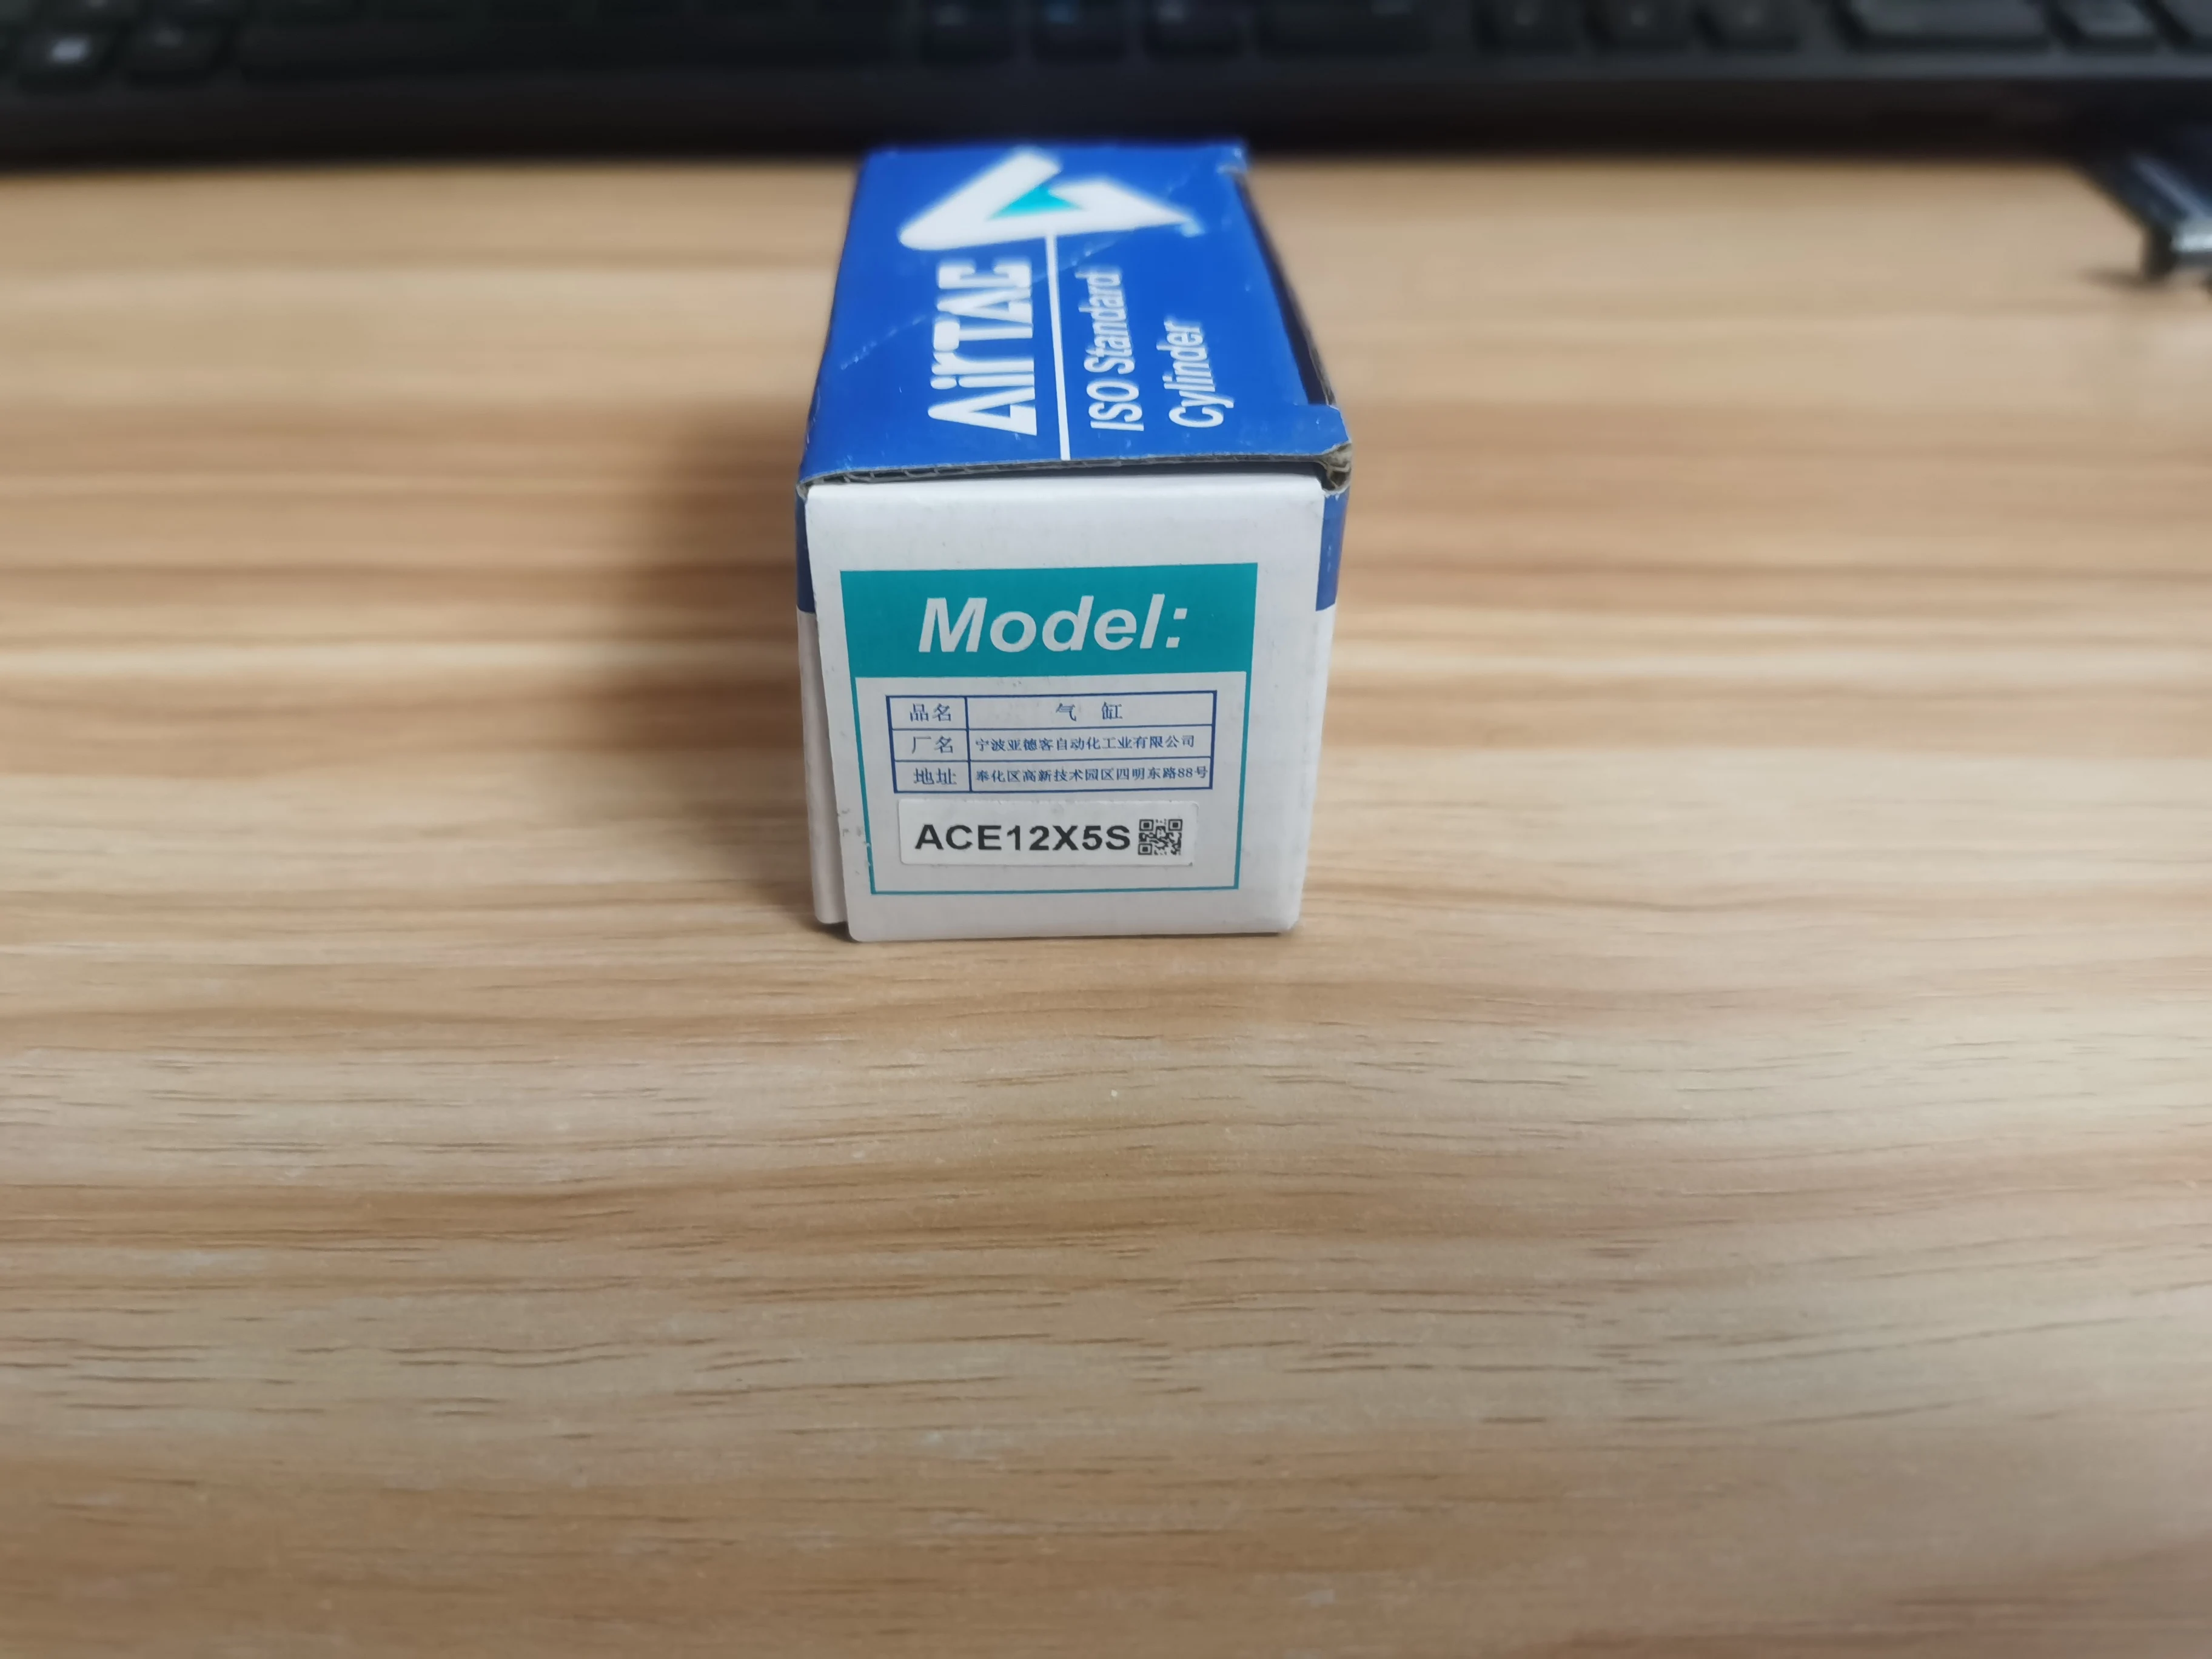 AirTAC
ISO Standard
Cylinder
Model:
品名 气 缸
厂名 宁波亚德客自动化工业有限公司
地址 奉化区高新技术园区四明东路88号
ACE12X5S